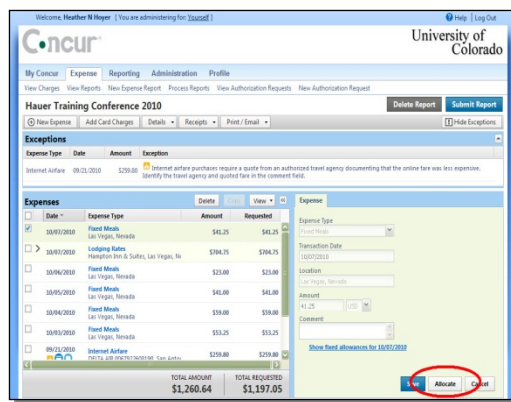 Welcome, Heather N Hoyer [ You are administering for: Yourself ]
Help | Log Out
C•ncur
University of
Colorado
My Concur Expense Reporting Administration Profile
View Charges View Reports New Expense Report Process Reports View Authorization Requests New Authorization Request
Hauer Training Conference 2010
Delete Report Submit Report
New Expense Add Card Charges Details Receipts Print / Email Hide Exceptions
Exceptions
Expense Type Date Amount Exception
Internet Airfare 09/21/2010 $259.80 Internet airfare purchases require a quote from an authorized travel agency documenting that the online fare was less expensive.
Identify the travel agency and quoted fare in the comment field.
Expenses Delete Copy View
Date Expense Type Amount Requested
10/07/2010 Fixed Meals $41.25 $41.25
Las Vegas, Nevada
10/07/2010 Lodging Rates $704.75 $704.75
Hampton Inn & Suites, Las Vegas, Ne
10/06/2010 Fixed Meals $23.00 $23.00
Las Vegas, Nevada
10/05/2010 Fixed Meals $41.00 $41.00
Las Vegas, Nevada
10/04/2010 Fixed Meals $59.00 $59.00
Las Vegas, Nevada
10/03/2010 Fixed Meals $53.25 $53.25
Las Vegas, Nevada
09/21/2010 Internet Airfare $259.80 $259.80
DELTA AIR San Anto
TOTAL AMOUNT TOTAL REQUESTED
$1,260.64 $1,197.05
Expense
Expense Type
Fixed Meals
Transaction Date
10/07/2010
Location
Las Vegas, Nevada
Amount
41.25 USD
Comment
Show fixed allowances for 10/07/2010
Save Allocate Cancel